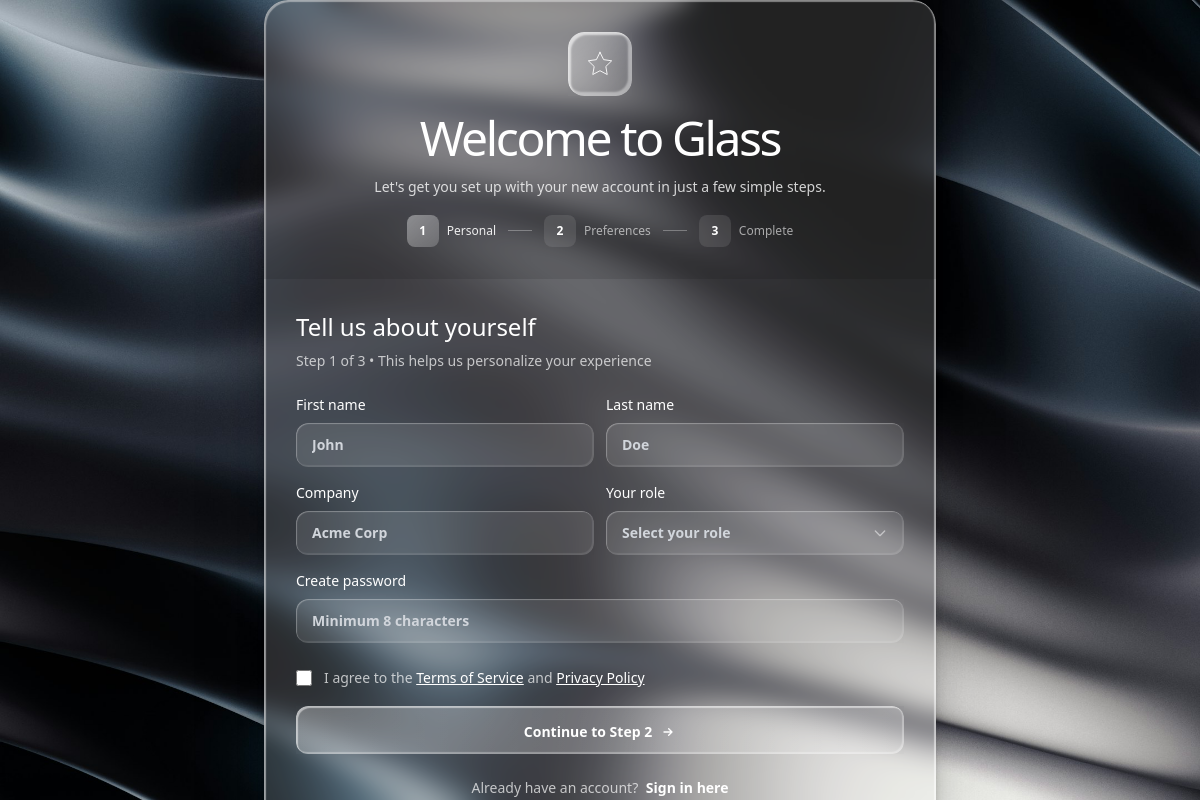 Welcome to Glass
Let's get you set up with your new account in just a few simple steps.
1 Personal 2 Preferences 3 Complete
Tell us about yourself
Step 1 of 3 • This helps us personalize your experience
First name Last name
John Doe
Company Your role
Acme Corp Select your role
Create password
Minimum 8 characters
I agree to the Terms of Service and Privacy Policy
Continue to Step 2 →
Already have an account? Sign in here